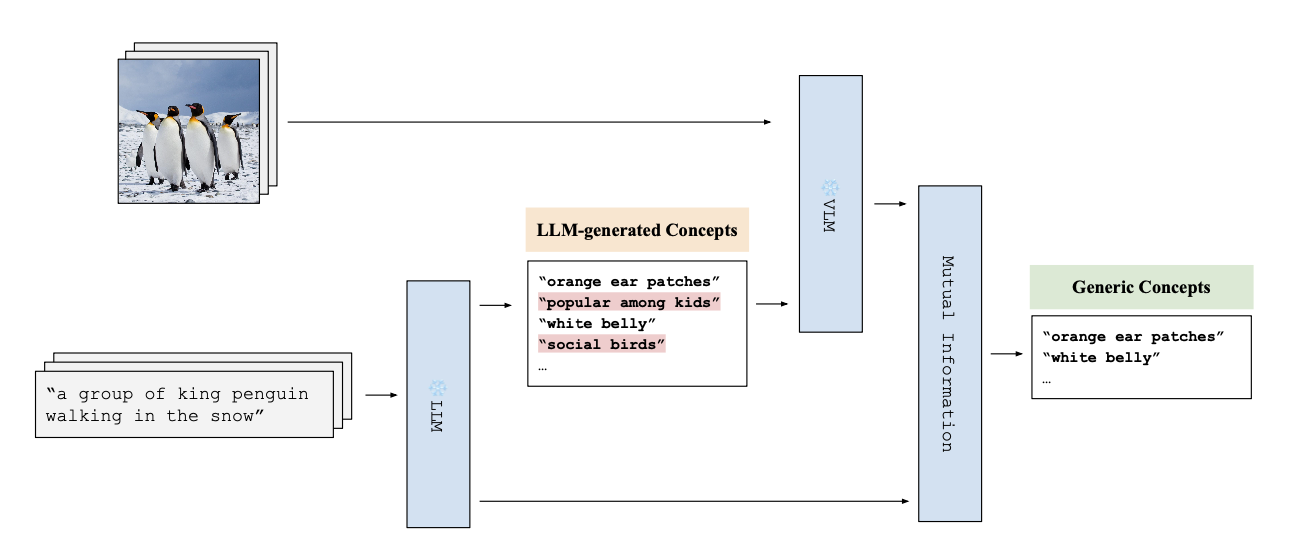 VLM
LLM-generated Concepts
“orange ear patches”
“popular among kids”
“white belly”
“social birds”
…
Mutual Information
Generic Concepts
“orange ear patches”
“white belly”
…
“a group of king penguin
walking in the snow”
LLM